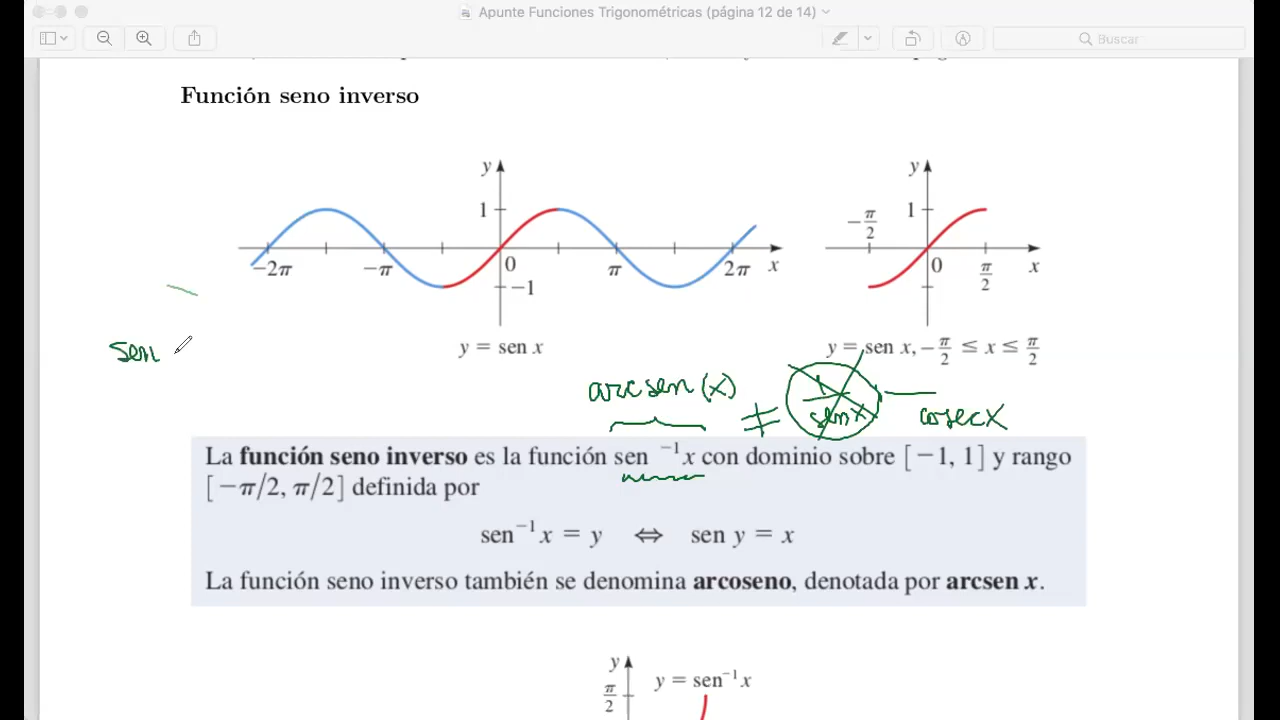 Apunte Funciones Trigonométricas (página 12 de 14)
Buscar
Función seno inverso
y
1
−2π
−π
0
π
2π
x
−1
y = sen x
y
1
−π/2
0
π/2
x
y = sen x, −π/2 ≤ x ≤ π/2
sen
arcsen (x) ≠ 1/sen x cosec x
La función seno inverso es la función sen ⁻¹x con dominio sobre [−1, 1] y rango
[−π/2, π/2] definida por
sen⁻¹x = y ⇔ sen y = x
La función seno inverso también se denomina arcoseno, denotada por arcsen x.
y
π/2
y = sen⁻¹x